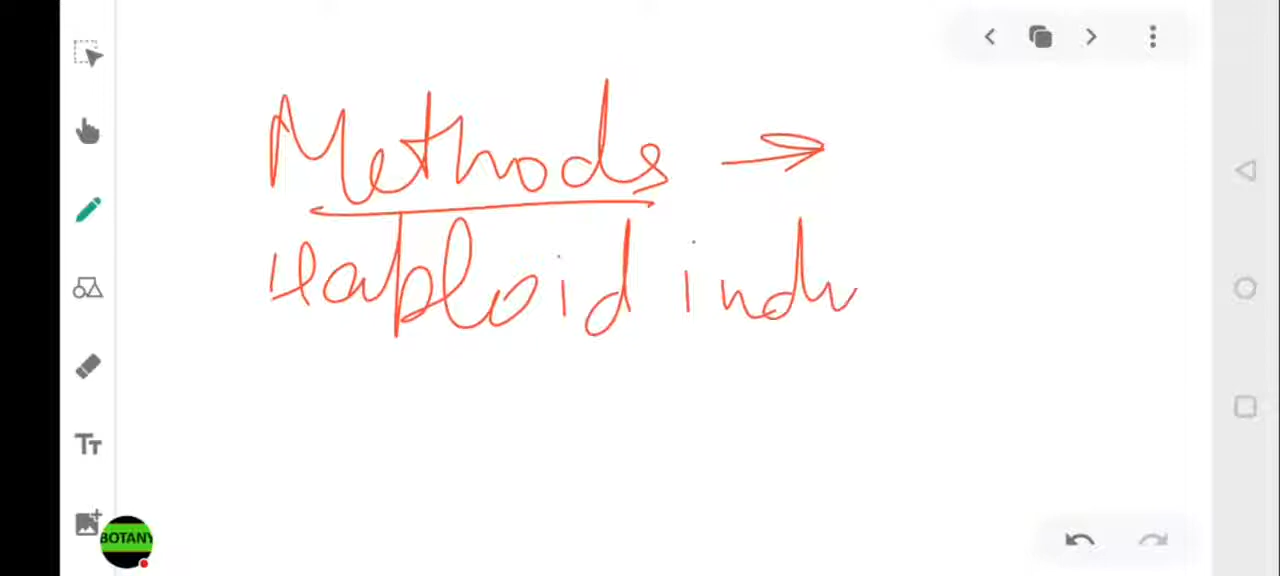 Methods →
Haploid indu
BOTANY